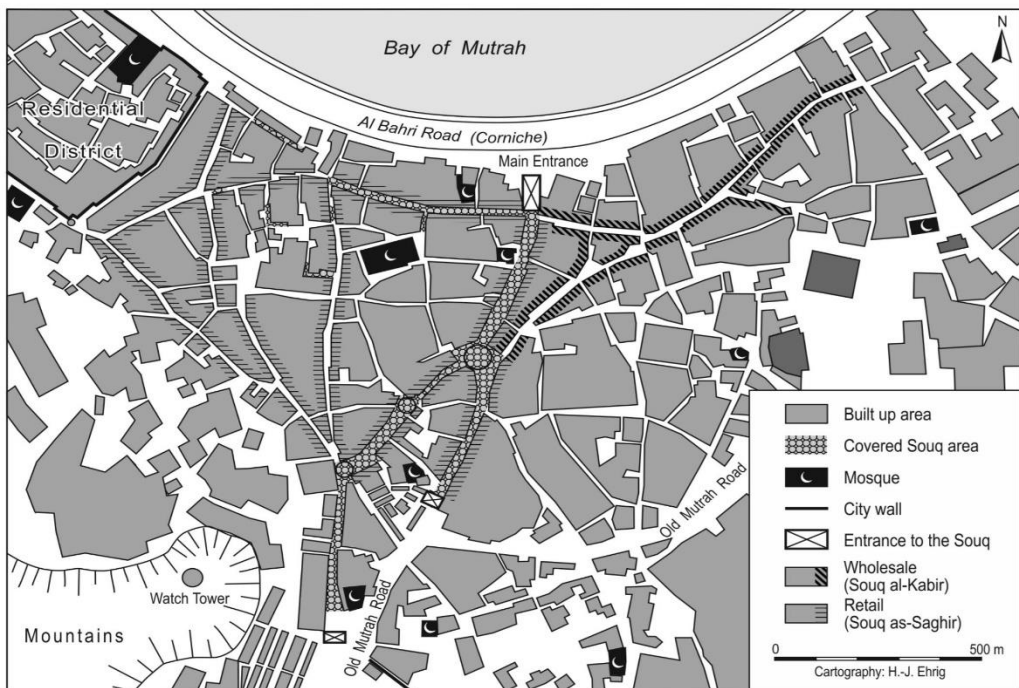 Bay of Mutrah
N
Residential
District
Al Bahri Road (Corniche)
Main Entrance
Old Mutrah Road
Old Mutrah Road
Watch Tower
Mountains
Built up area
Covered Souq area
Mosque
City wall
Entrance to the Souq
Wholesale
(Souq al-Kabir)
Retail
(Souq as-Saghir)
0 500 m
Cartography: H.-J. Ehrig